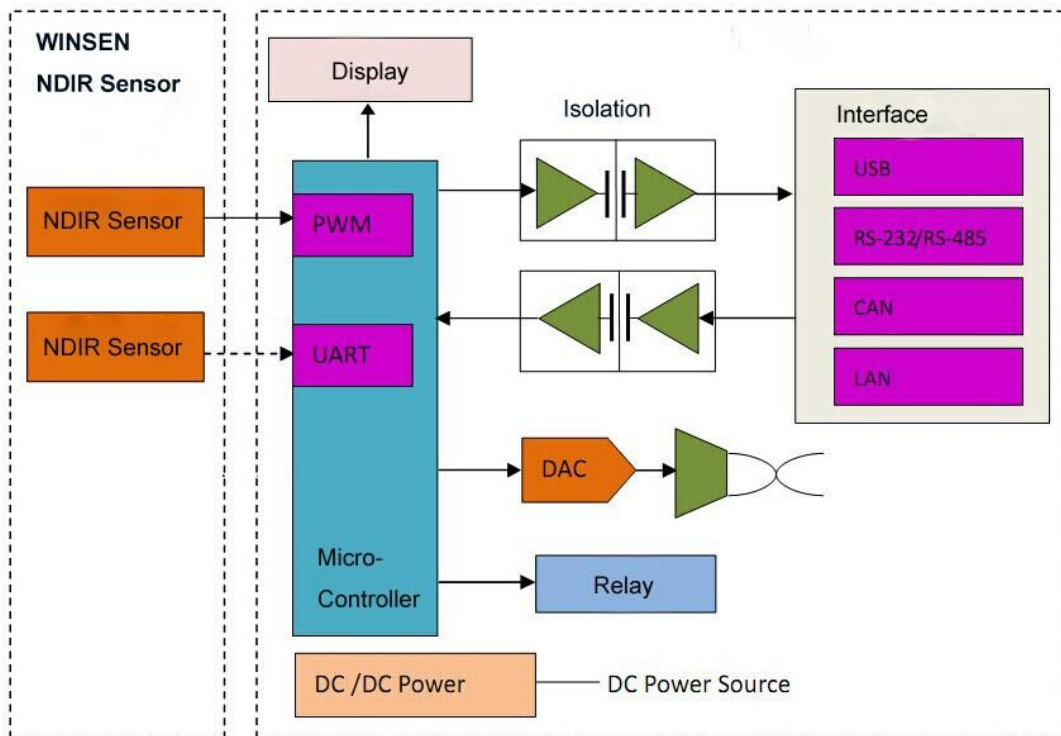 WINSEN
NDIR Sensor
NDIR Sensor
NDIR Sensor
Display
PWM
UART
Micro-
Controller
Isolation
Interface
USB
RS-232/RS-485
CAN
LAN
DAC
Relay
DC /DC Power
DC Power Source